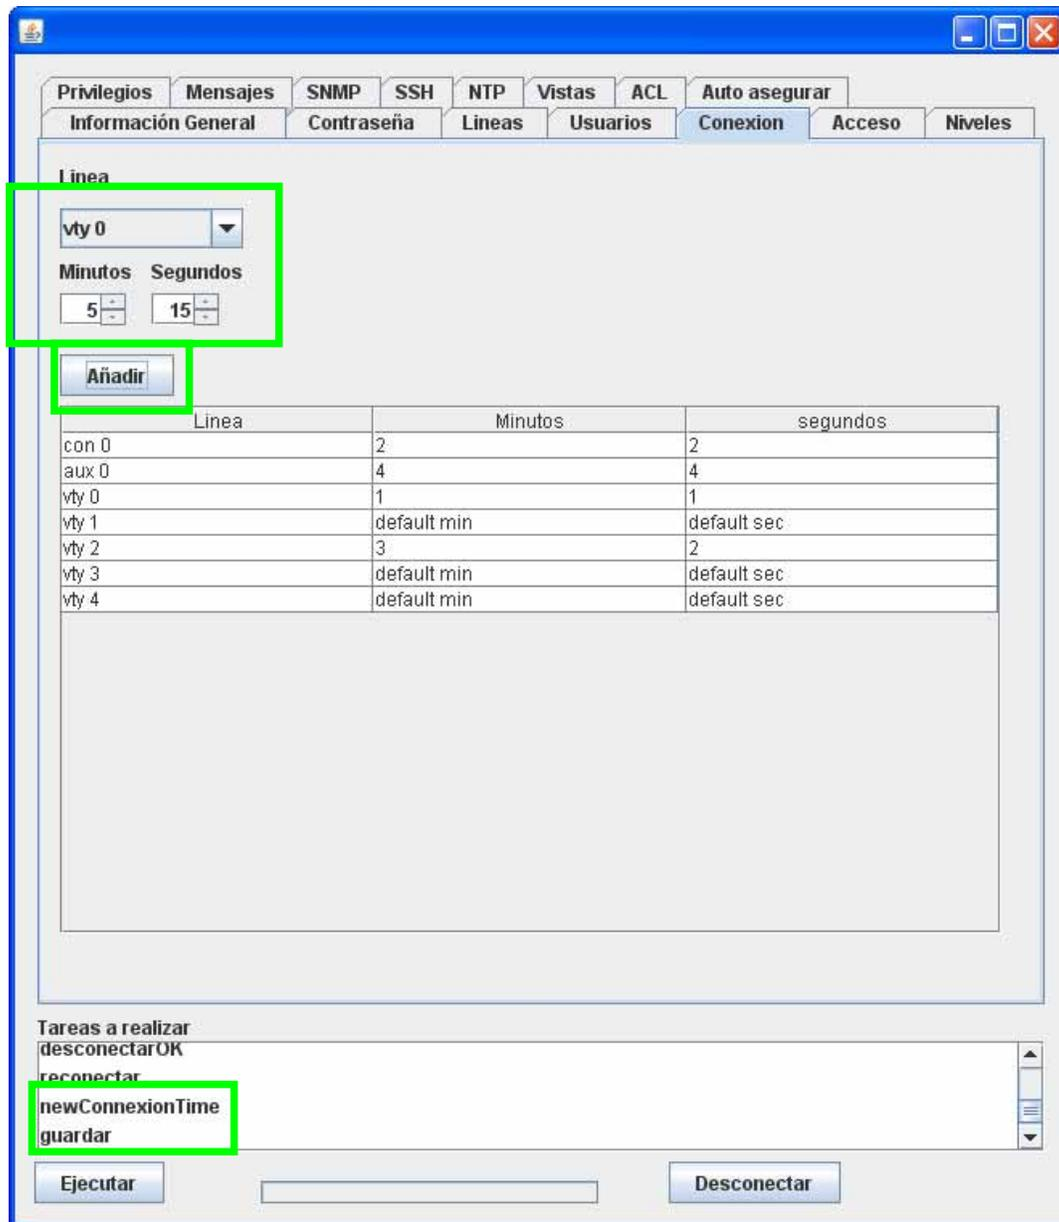 Privilegios Mensajes SNMP SSH NTP Vistas ACL Auto asegurar
Información General Contraseña Lineas Usuarios Conexion Acceso Niveles
Linea
vty 0
Minutos Segundos
5 15
Añadir
Linea Minutos segundos
con 0 2 2
aux 0 4 4
vty 0 1 1
vty 1 default min default sec
vty 2 3 2
vty 3 default min default sec
vty 4 default min default sec
Tareas a realizar
desconectarOK
reconectar
newConnexionTime
guardar
Ejecutar Desconectar